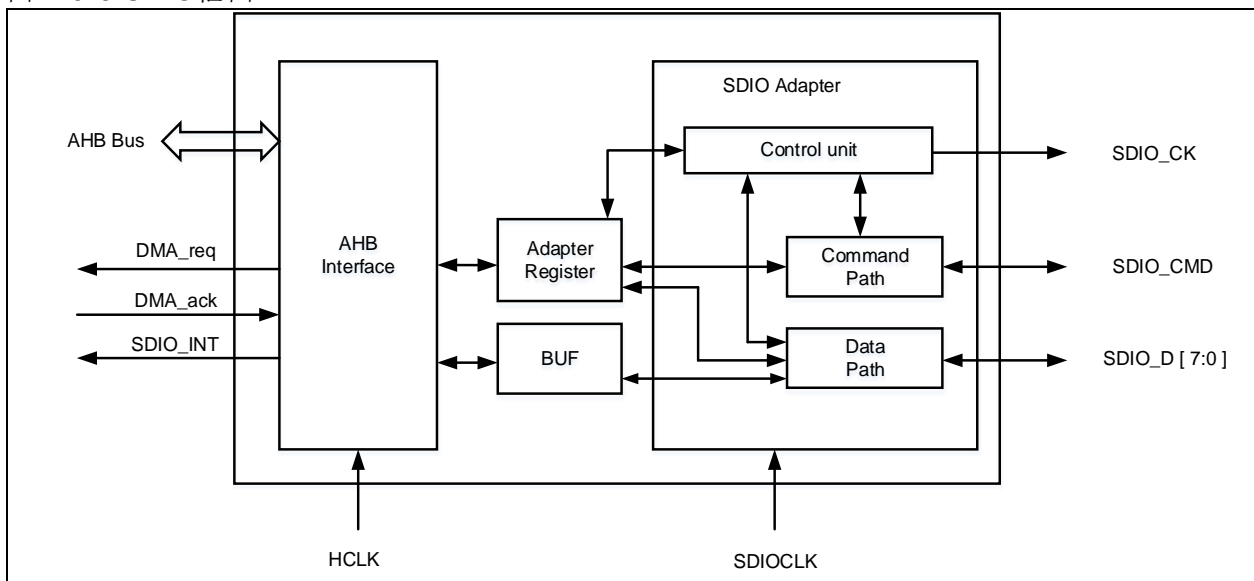 SDIO Adapter
AHB Bus
Control unit
SDIO_CK
DMA_req
AHB
Interface
Adapter
Register
Command
Path
SDIO_CMD
DMA_ack
SDIO_INT
BUF
Data
Path
SDIO_D [ 7:0 ]
HCLK
SDIOCLK